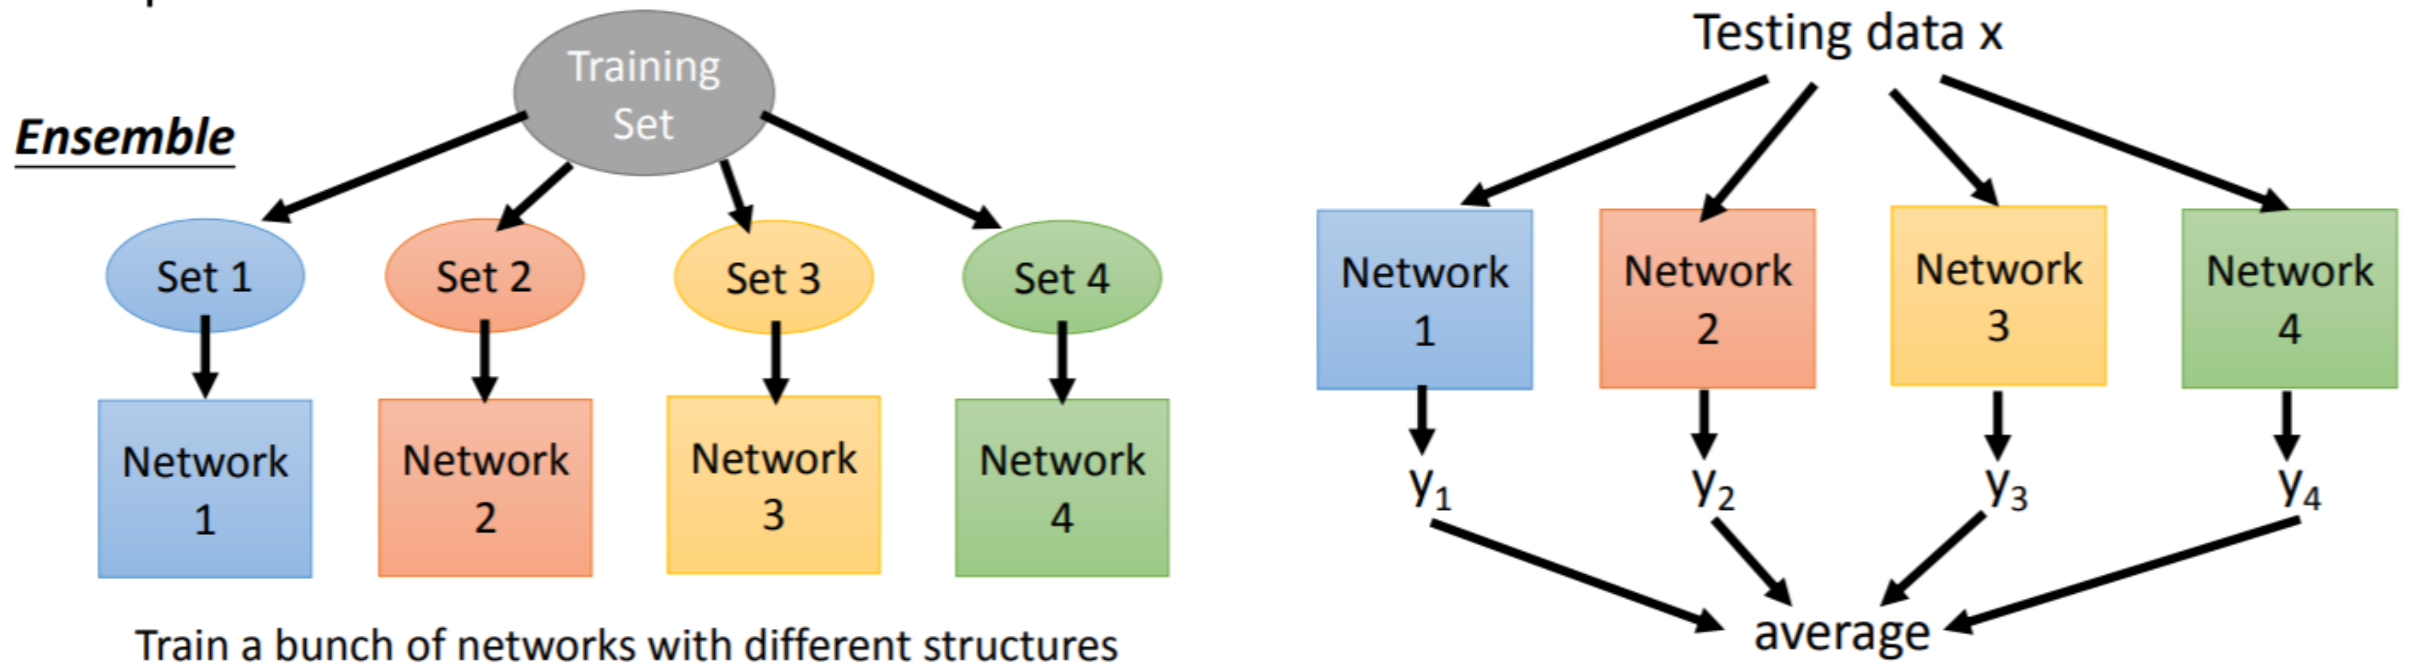 Ensemble
Training
Set
Set 1
Set 2
Set 3
Set 4
Network
1
Network
2
Network
3
Network
4
Train a bunch of networks with different structures
Testing data x
Network
1
Network
2
Network
3
Network
4
y₁
y₂
y₃
y₄
average